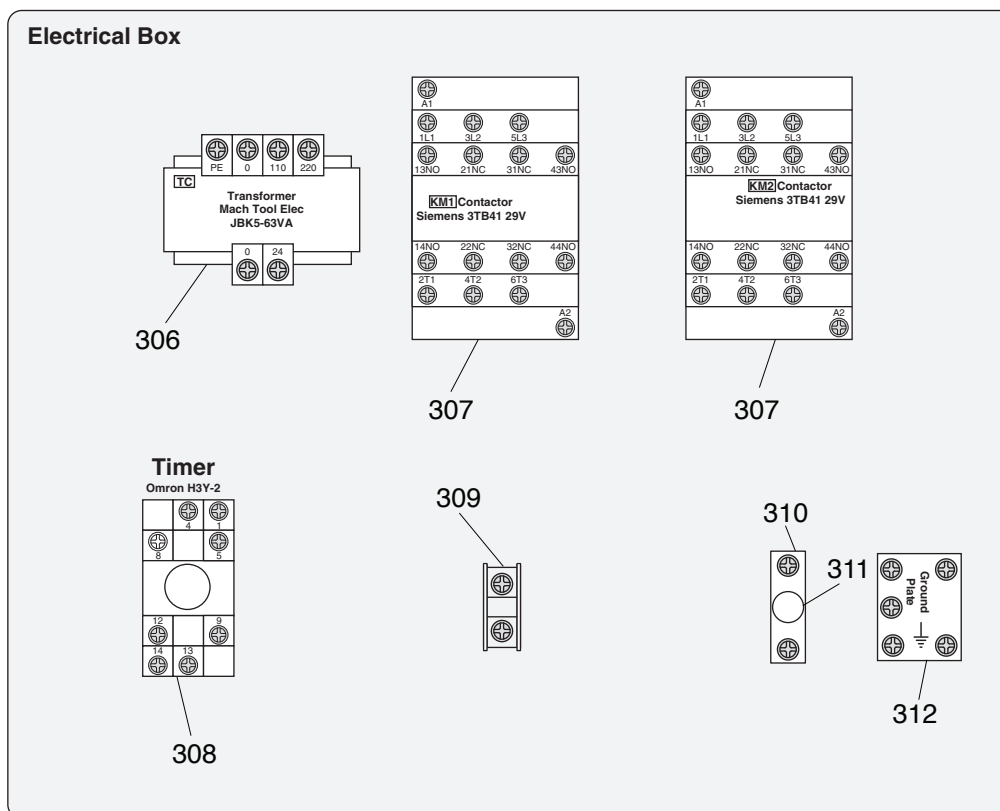 Electrical Box
PE 0 110 220
TC
Transformer
Mach Tool Elec
JBK5-63VA
0 24
306
A1
1L1 3L2 5L3
13NO 21NC 31NC 43NO
KM1 Contactor
Siemens 3TB41 29V
14NO 22NC 32NC 44NO
2T1 4T2 6T3
A2
307
A1
1L1 3L2 5L3
13NO 21NC 31NC 43NO
KM2 Contactor
Siemens 3TB41 29V
14NO 22NC 32NC 44NO
2T1 4T2 6T3
A2
307
Timer
Omron H3Y-2
4 1
8 5
12 9
14 13
308
309
310
311
Ground
Plate
312